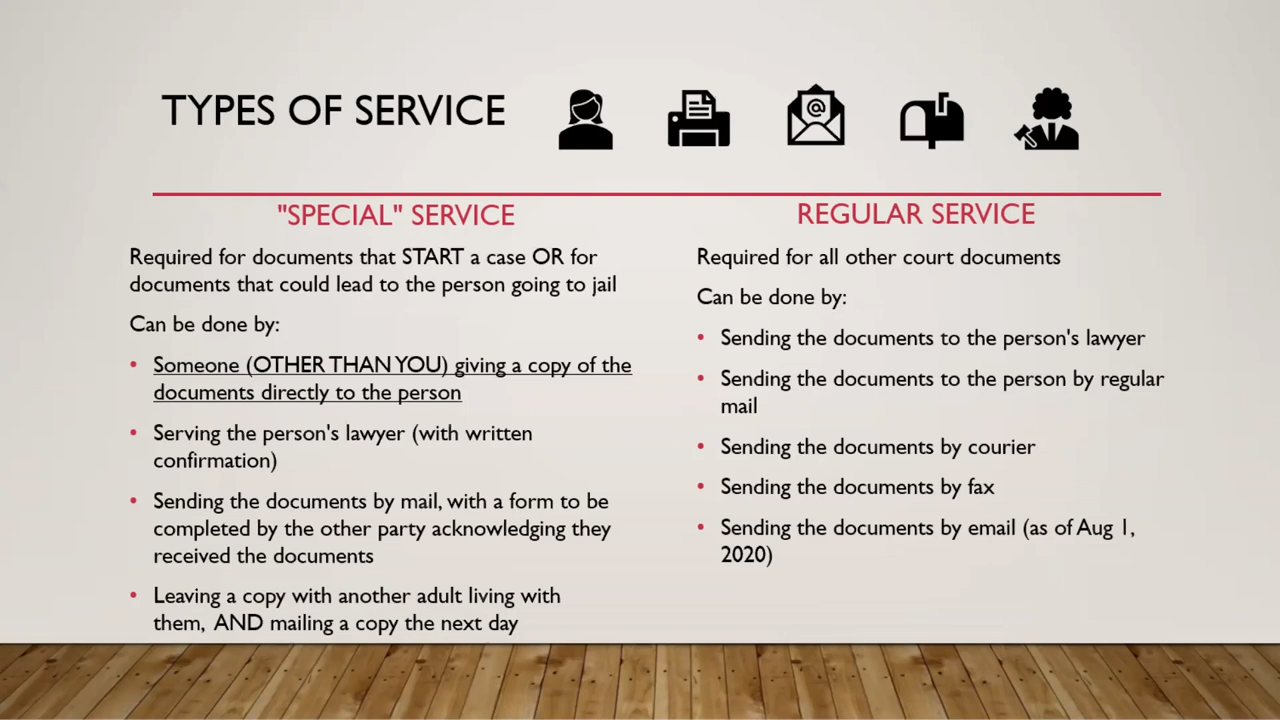 TYPES OF SERVICE
"SPECIAL" SERVICE
Required for documents that START a case OR for
documents that could lead to the person going to jail
Can be done by:
• Someone (OTHER THAN YOU) giving a copy of the
documents directly to the person
• Serving the person's lawyer (with written
confirmation)
• Sending the documents by mail, with a form to be
completed by the other party acknowledging they
received the documents
• Leaving a copy with another adult living with
them, AND mailing a copy the next day
REGULAR SERVICE
Required for all other court documents
Can be done by:
• Sending the documents to the person's lawyer
• Sending the documents to the person by regular
mail
• Sending the documents by courier
• Sending the documents by fax
• Sending the documents by email (as of Aug 1,
2020)